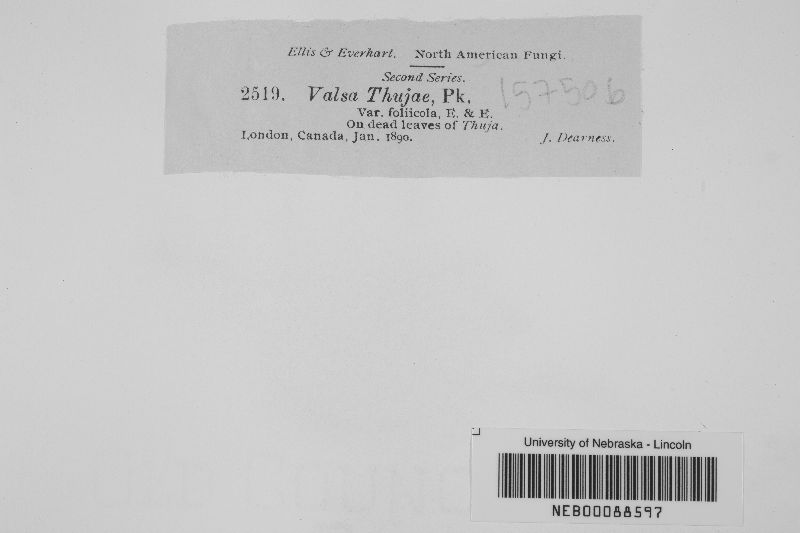 Ellis & Everhart. North American Fungi.
Second Series.
2519. Valsa Thujae, Pk. 157506
Var. foliicola, E. & E.
On dead leaves of Thuja.
London, Canada, Jan. 1890. J. Dearness.
University of Nebraska - Lincoln
NEB00088597